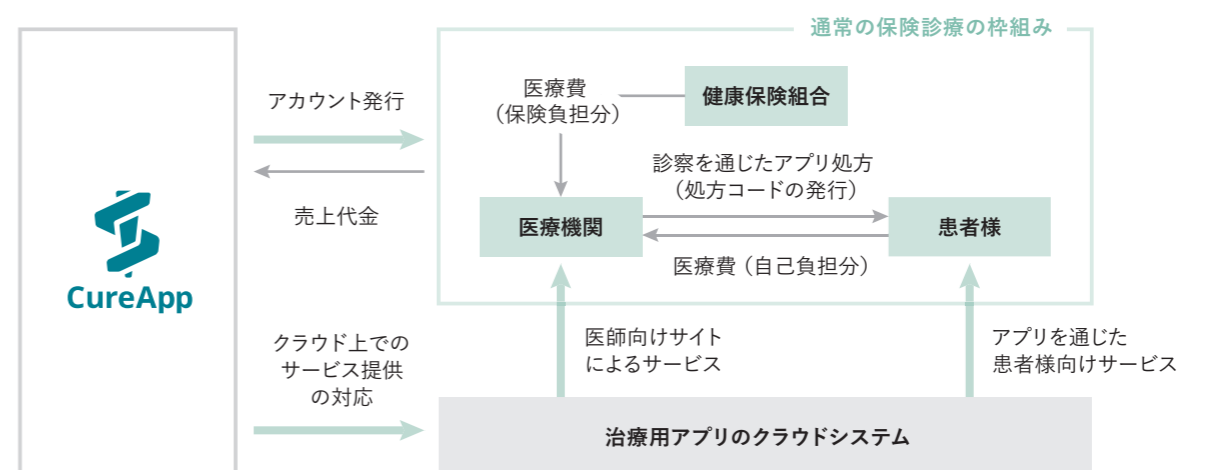 通常の保険診療の枠組み
アカウント発行
売上代金
CureApp
クラウド上での
サービス提供
の対応
医療費
（保険負担分）
健康保険組合
診察を通じたアプリ処方
（処方コードの発行）
医療機関
患者様
医療費（自己負担分）
医師向けサイト
によるサービス
アプリを通じた
患者様向けサービス
治療用アプリのクラウドシステム